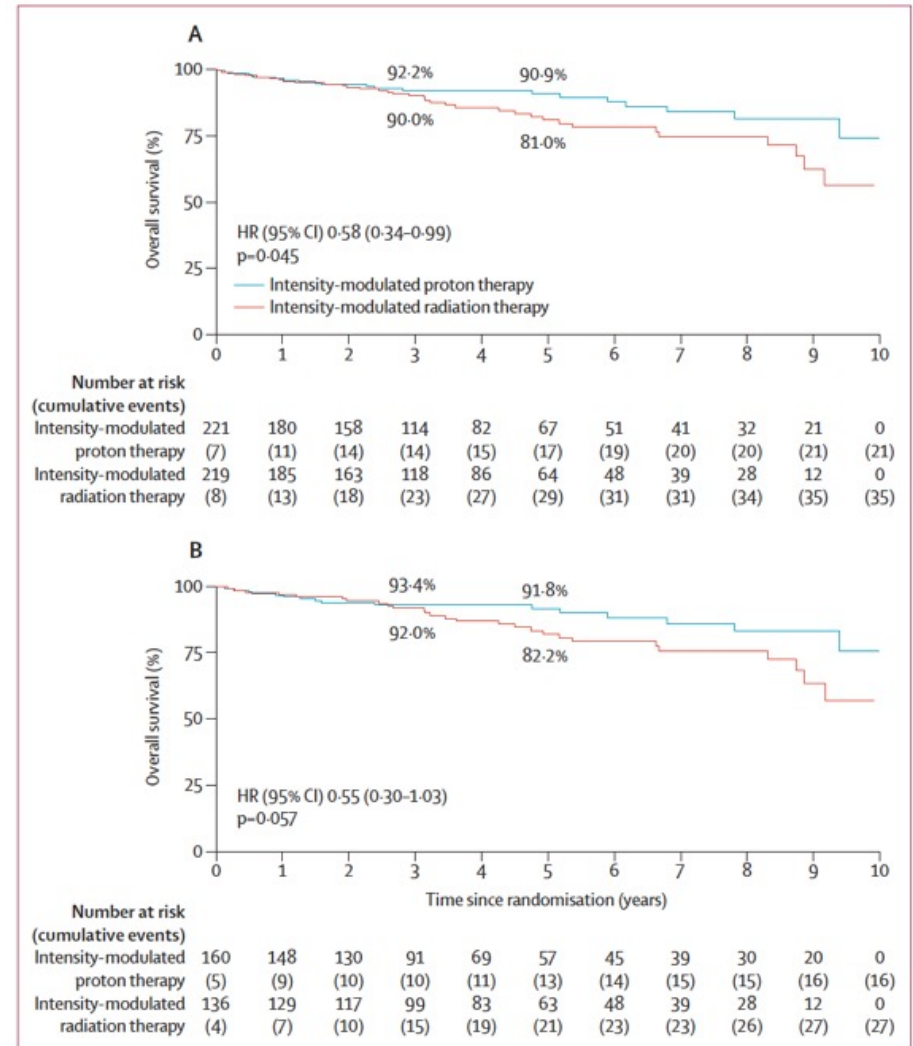 A
100
75
50
25
0
Overall survival (%)
92·2%
90·9%
90·0%
81·0%
HR (95% CI) 0·58 (0·34–0·99)
p=0·045
Intensity-modulated proton therapy
Intensity-modulated radiation therapy
0 1 2 3 4 5 6 7 8 9 10
Number at risk
(cumulative events)
Intensity-modulated 221 180 158 114 82 67 51 41 32 21 0
proton therapy (7) (11) (14) (14) (15) (17) (19) (20) (20) (21) (21)
Intensity-modulated 219 185 163 118 86 64 48 39 28 12 0
radiation therapy (8) (13) (18) (23) (27) (29) (31) (31) (34) (35) (35)
B
100
75
50
25
0
Overall survival (%)
93·4%
91·8%
92·0%
82·2%
HR (95% CI) 0·55 (0·30–1·03)
p=0·057
0 1 2 3 4 5 6 7 8 9 10
Time since randomisation (years)
Number at risk
(cumulative events)
Intensity-modulated 160 148 130 91 69 57 45 39 30 20 0
proton therapy (5) (9) (10) (10) (11) (13) (14) (15) (15) (16) (16)
Intensity-modulated 136 129 117 99 83 63 48 39 28 12 0
radiation therapy (4) (7) (10) (15) (19) (21) (23) (23) (26) (27) (27)